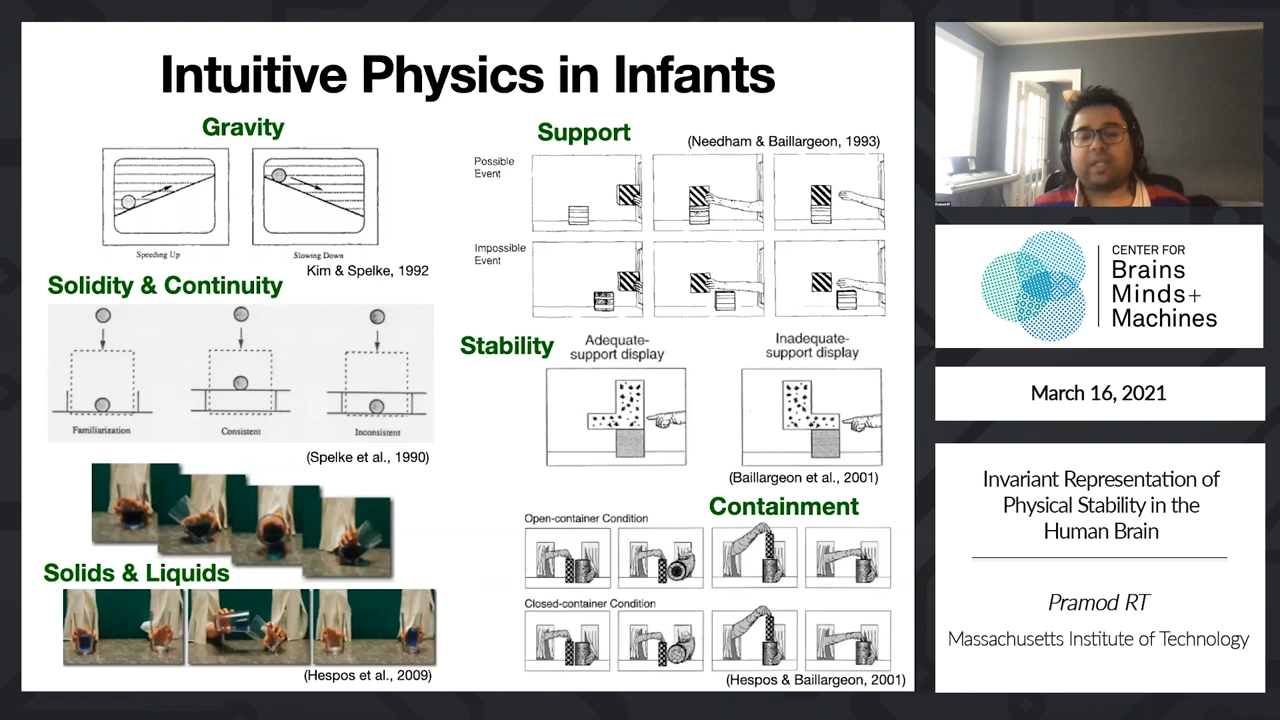 Intuitive Physics in Infants
Gravity
Speeding Up
Slowing Down
Kim & Spelke, 1992
Solidity & Continuity
Familiarization
Consistent
Inconsistent
(Spelke et al., 1990)
Solids & Liquids
(Hespos et al., 2009)
Support
(Needham & Baillargeon, 1993)
Possible
Event
Impossible
Event
Stability
Adequate-
support display
Inadequate-
support display
(Baillargeon et al., 2001)
Containment
Open-container Condition
Closed-container Condition
(Hespos & Baillargeon, 2001)
Pramod RT
CENTER FOR
Brains
Minds+
Machines
March 16, 2021
Invariant Representation of
Physical Stability in the
Human Brain
Pramod RT
Massachusetts Institute of Technology